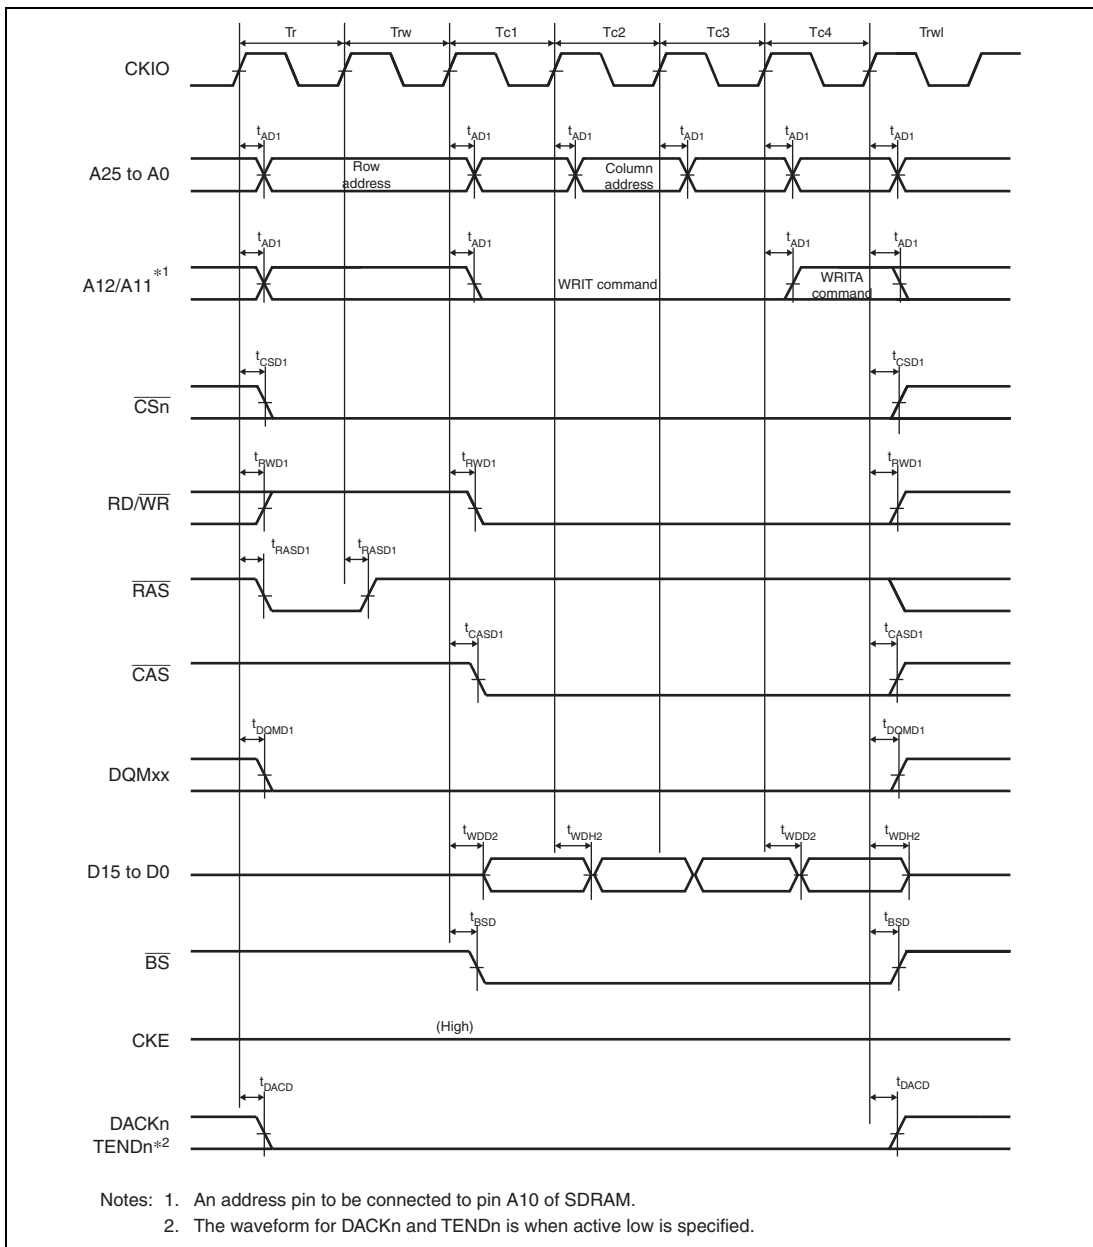 Tr Trw Tc1 Tc2 Tc3 Tc4 Trwl
CKIO
tAD1 tAD1 tAD1 tAD1 tAD1 tAD1
A25 to A0
Row
address
Column
address
tAD1 tAD1 tAD1 tAD1
A12/A11*1
WRIT command
WRITA
command
tCSD1 tCSD1
CSn
tRWD1 tRWD1 tRWD1
RD/WR
tRASD1 tRASD1
RAS
tCASD1 tCASD1
CAS
tDQMD1 tDQMD1
DQMxx
tWDD2 tWDH2 tWDD2 tWDH2
D15 to D0
tBSD tBSD
BS
(High)
CKE
tDACD tDACD
DACKn
TENDn*2
Notes: 1. An address pin to be connected to pin A10 of SDRAM.
2. The waveform for DACKn and TENDn is when active low is specified.